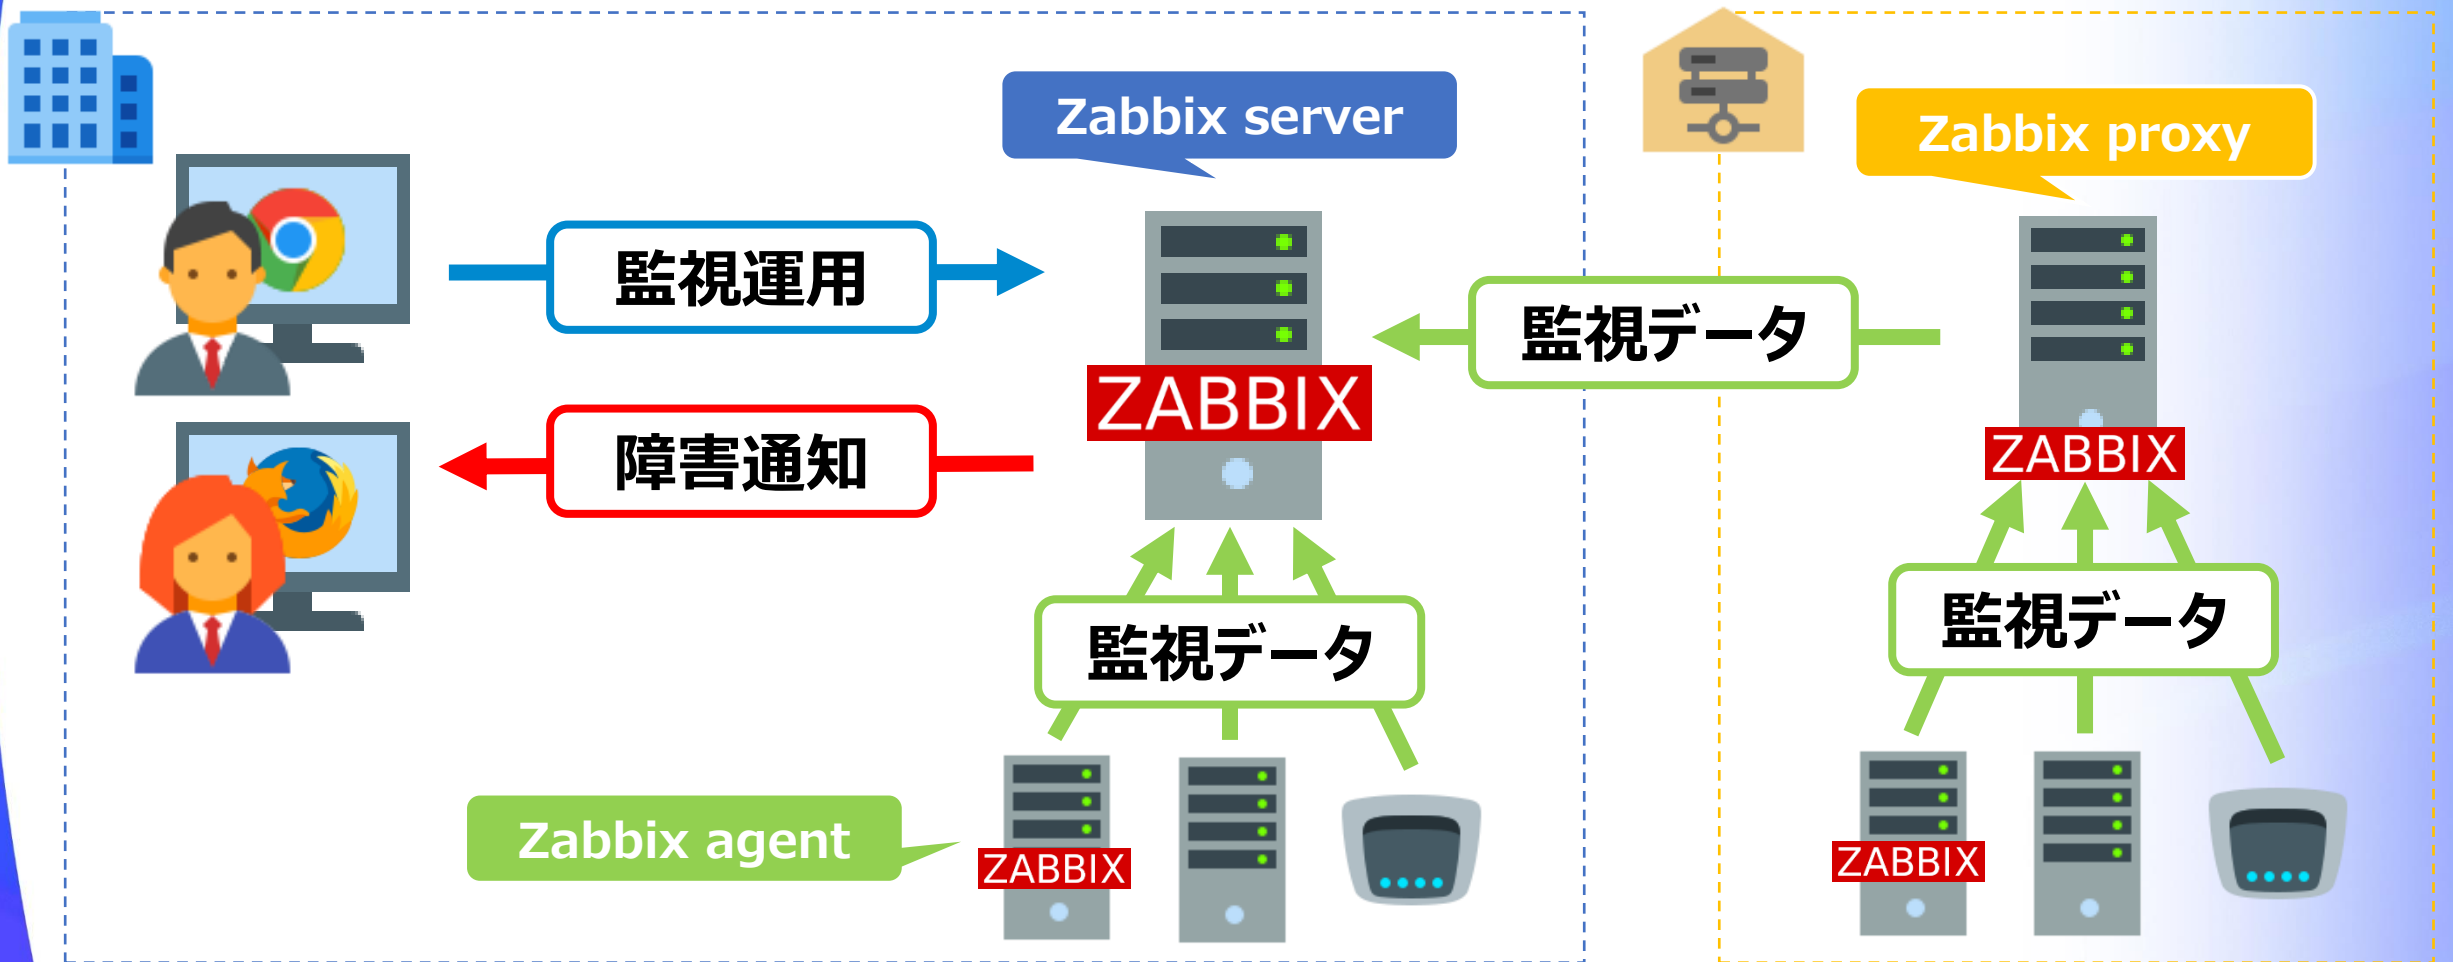 Zabbix server
Zabbix proxy
監視運用
監視データ
ZABBIX
障害通知
ZABBIX
監視データ
監視データ
Zabbix agent
ZABBIX
ZABBIX